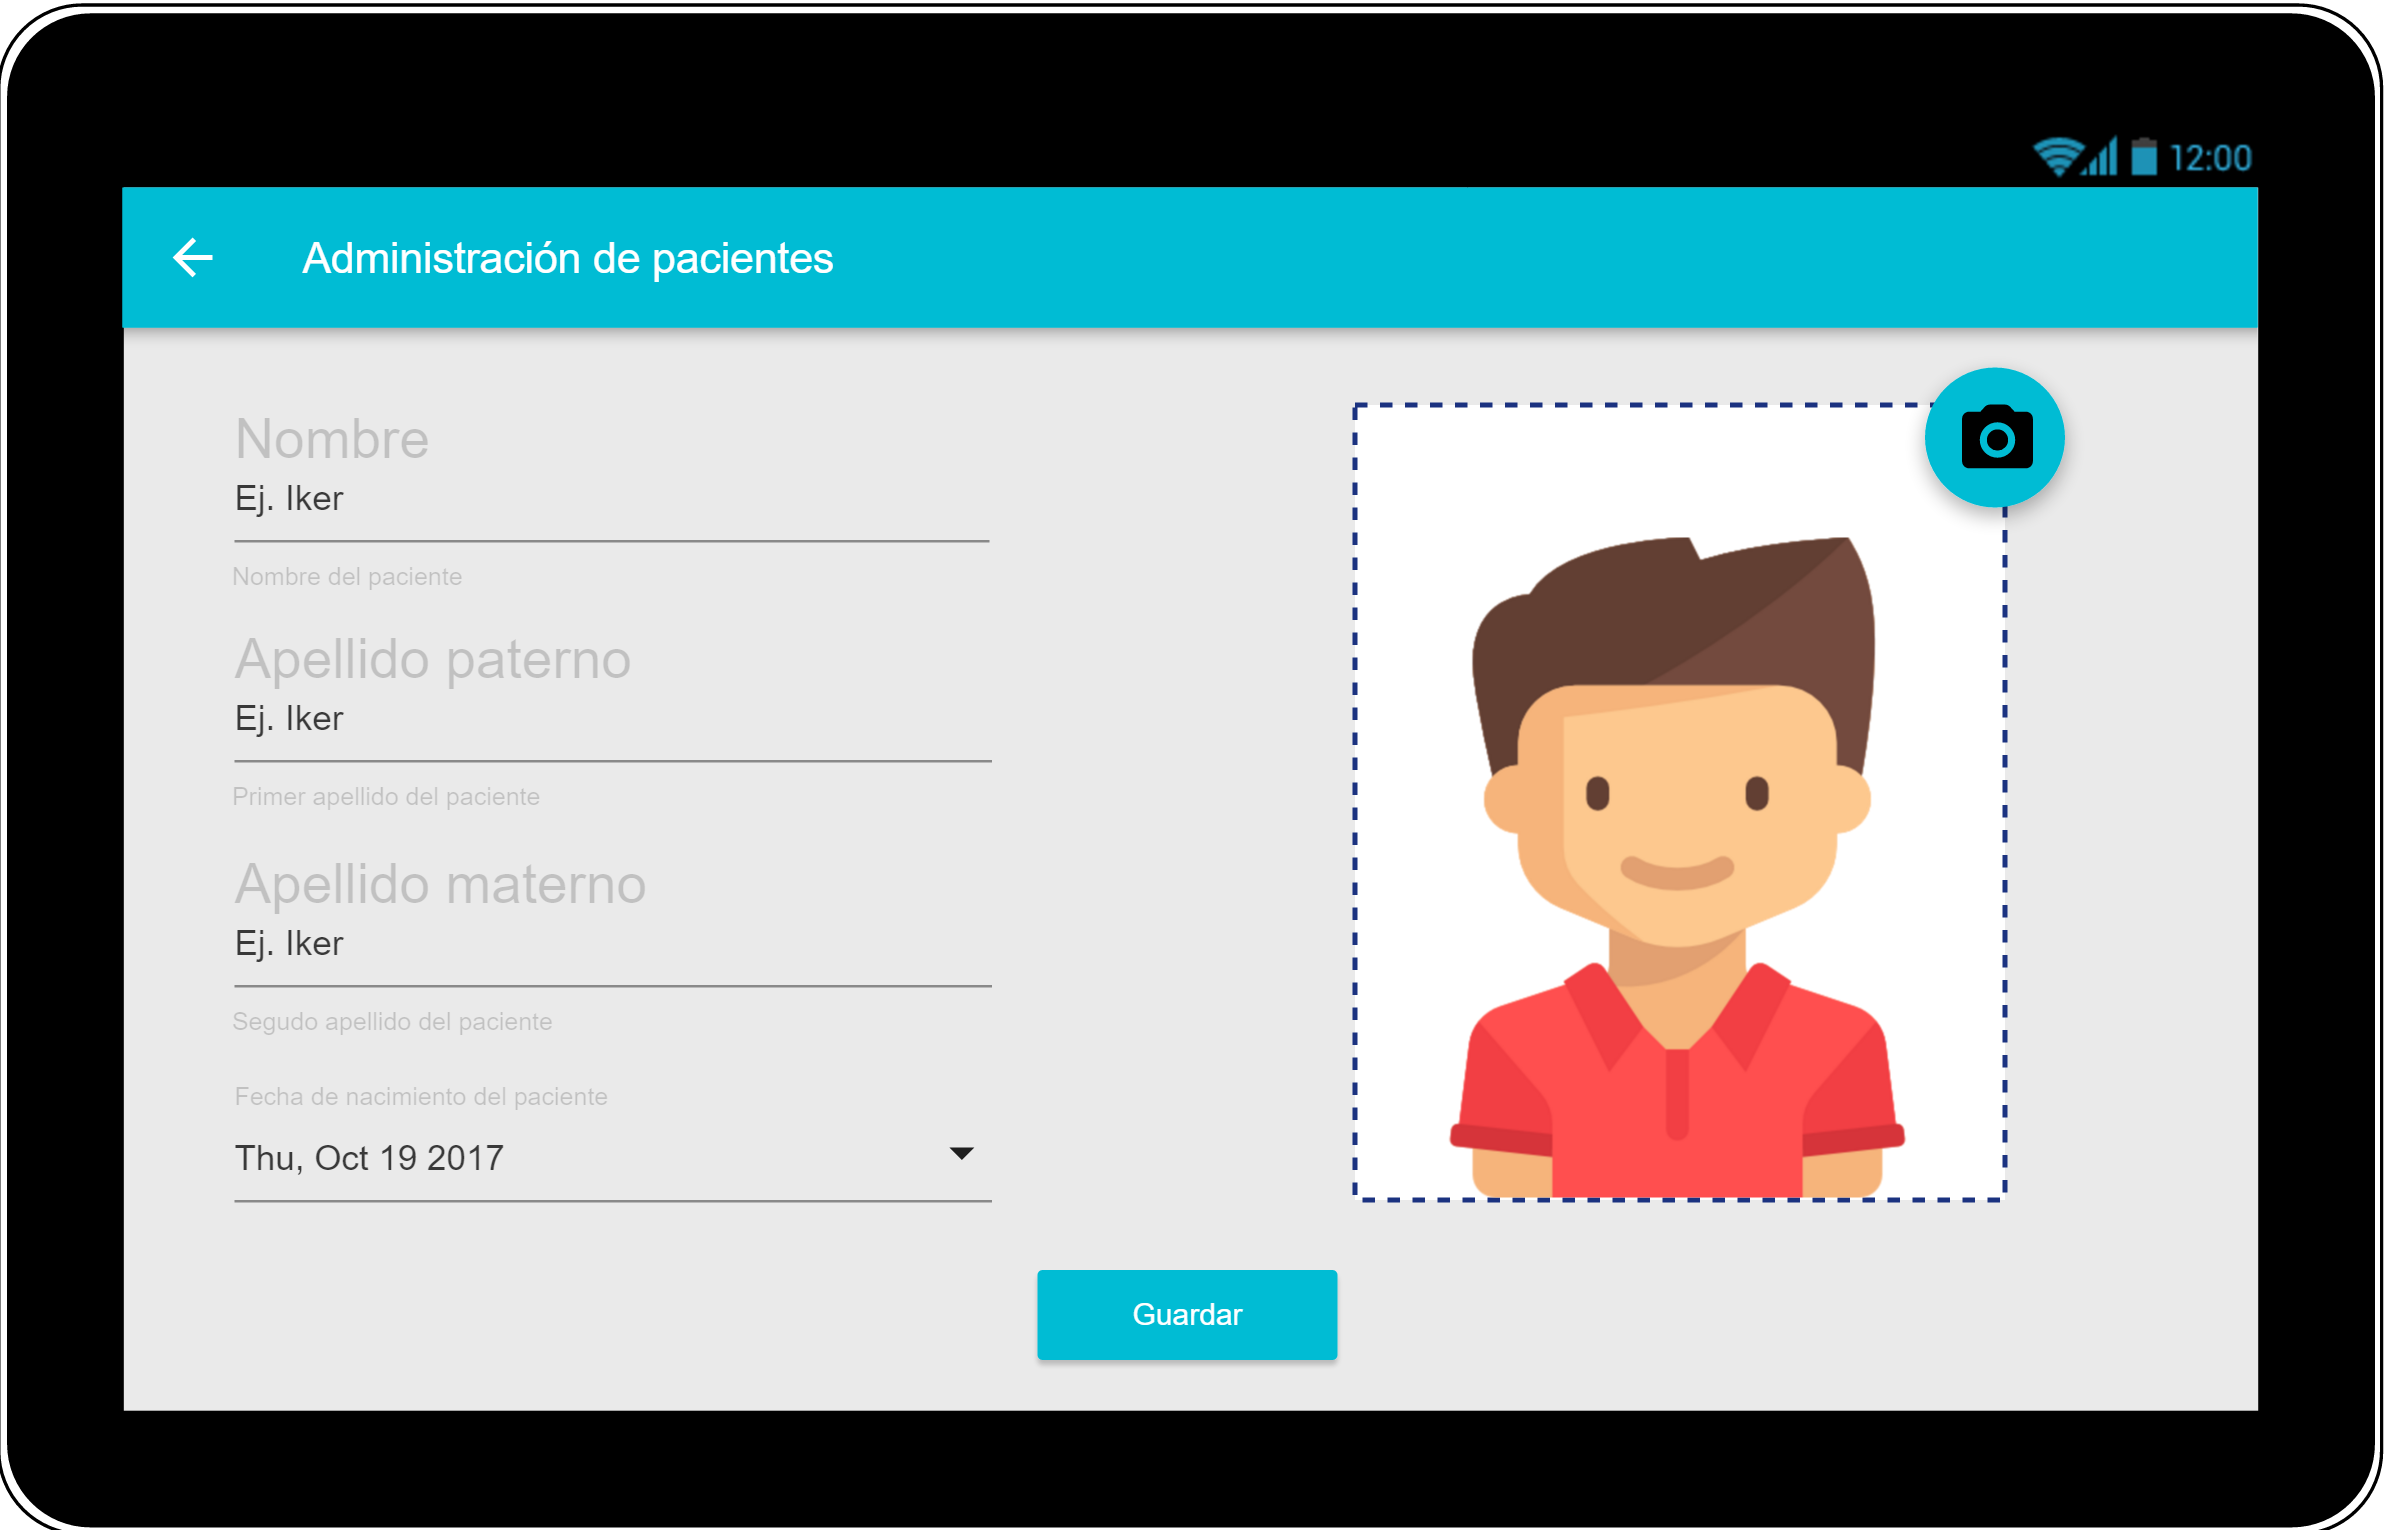 12:00
Administración de pacientes
Nombre
Ej. Iker
Nombre del paciente
Apellido paterno
Ej. Iker
Primer apellido del paciente
Apellido materno
Ej. Iker
Segudo apellido del paciente
Fecha de nacimiento del paciente
Thu, Oct 19 2017
Guardar